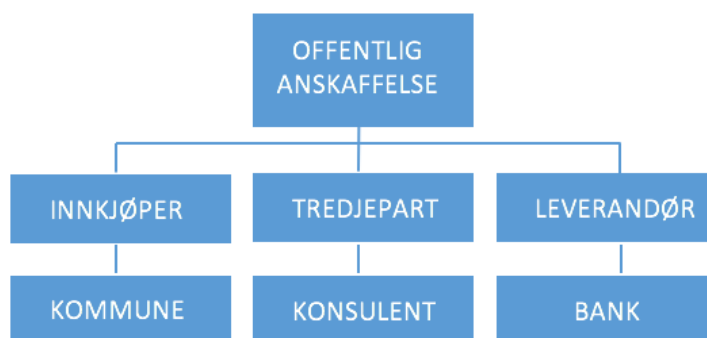 OFFENTLIG
ANSKAFFELSE
INNKJØPER
TREDJEPART
LEVERANDØR
KOMMUNE
KONSULENT
BANK